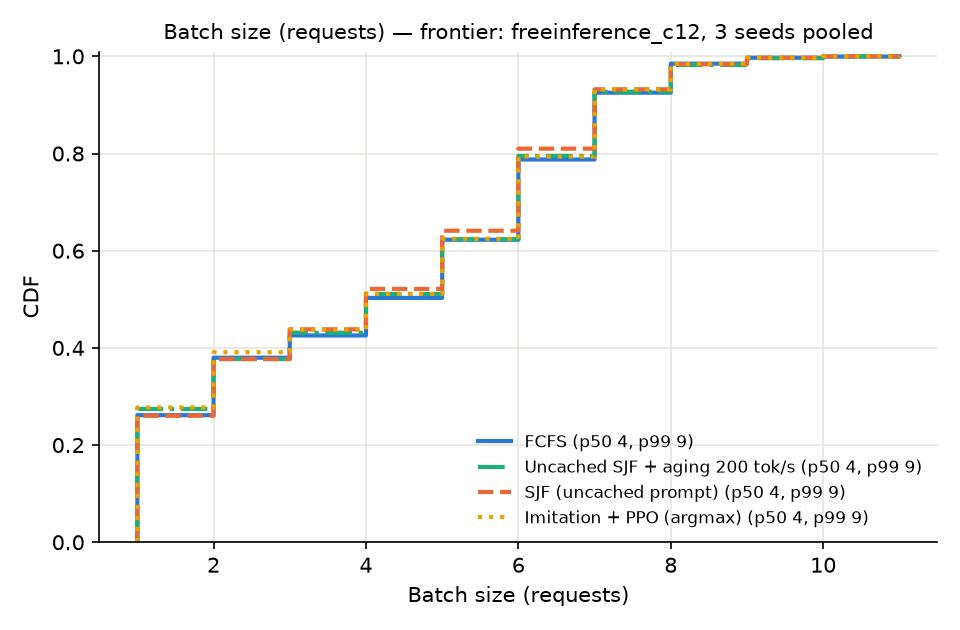 Batch size (requests) — frontier: freeinference_c12, 3 seeds pooled
1.0
0.8
0.6
0.4
0.2
0.0
CDF
FCFS (p50 4, p99 9)
Uncached SJF + aging 200 tok/s (p50 4, p99 9)
SJF (uncached prompt) (p50 4, p99 9)
Imitation + PPO (argmax) (p50 4, p99 9)
2 4 6 8 10
Batch size (requests)